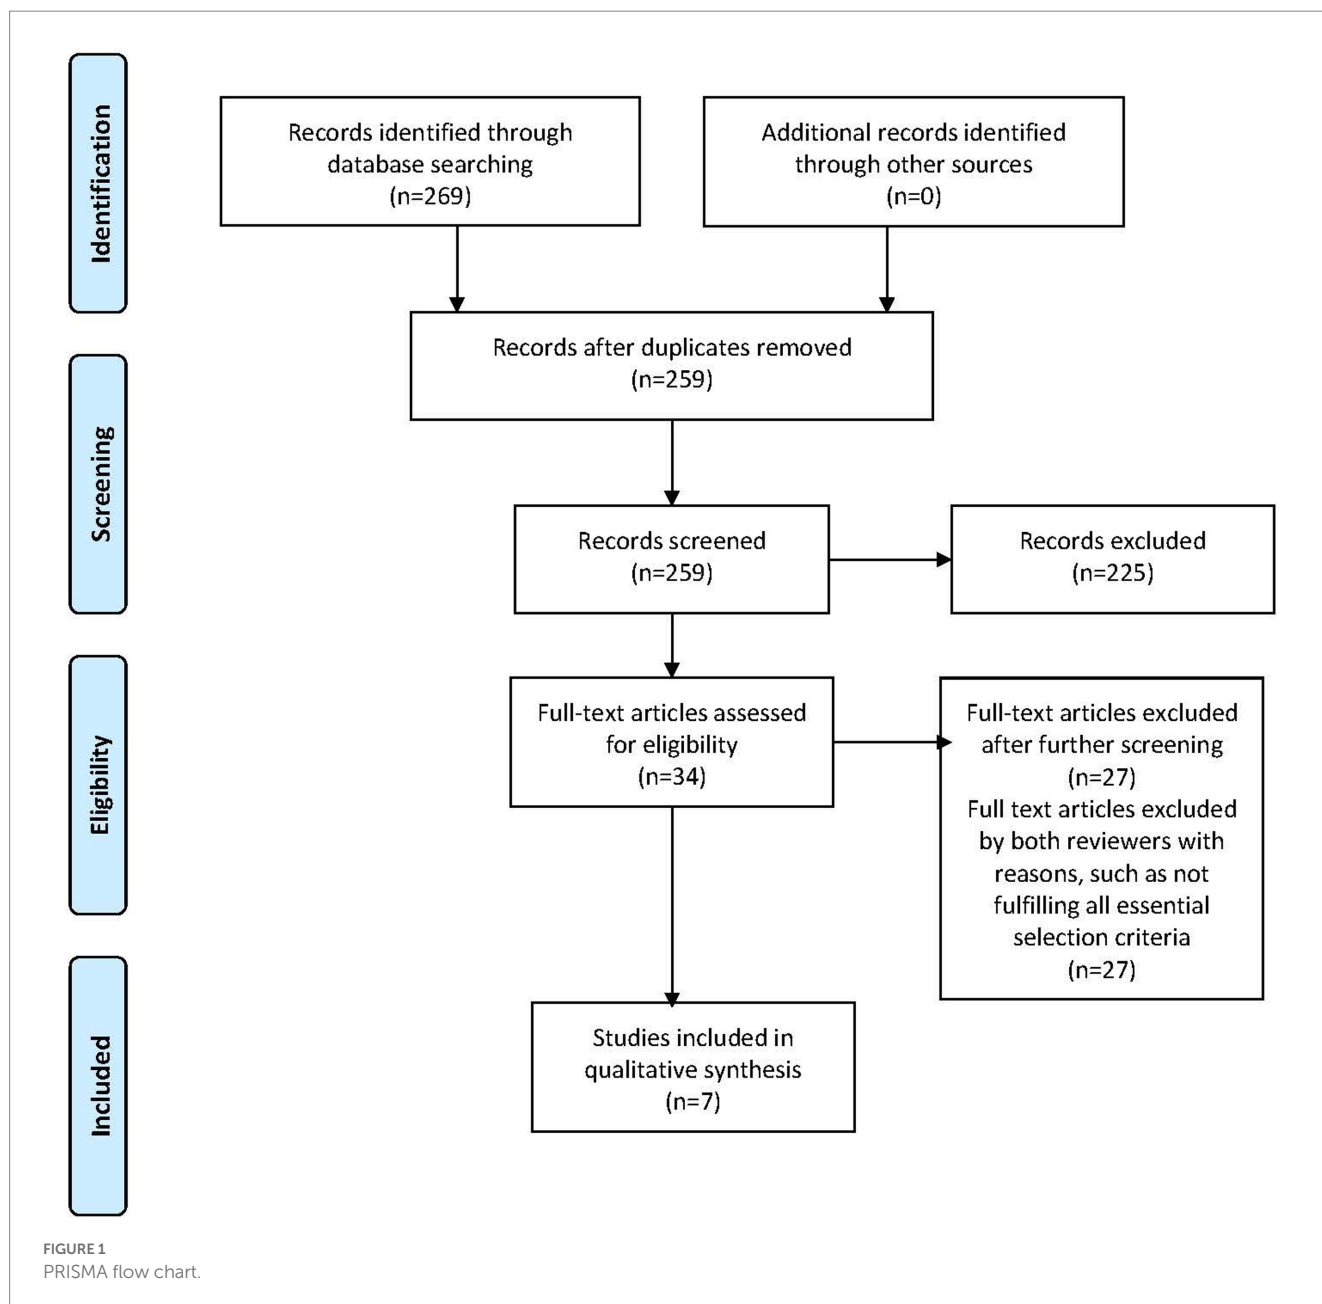 Identification
Records identified through
database searching
(n=269)
Additional records identified
through other sources
(n=0)
Records after duplicates removed
(n=259)
Screening
Records screened
(n=259)
Records excluded
(n=225)
Eligibility
Full-text articles assessed
for eligibility
(n=34)
Full-text articles excluded
after further screening
(n=27)
Full text articles excluded
by both reviewers with
reasons, such as not
fulfilling all essential
selection criteria
(n=27)
Included
Studies included in
qualitative synthesis
(n=7)
FIGURE 1
PRISMA flow chart.